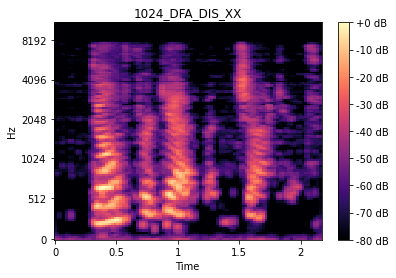 1024_DFA_DIS_XX
8192
4096
2048
1024
512
0
Hz
0
0.5
1
1.5
2
Time
+0 dB
-10 dB
-20 dB
-30 dB
-40 dB
-50 dB
-60 dB
-70 dB
-80 dB